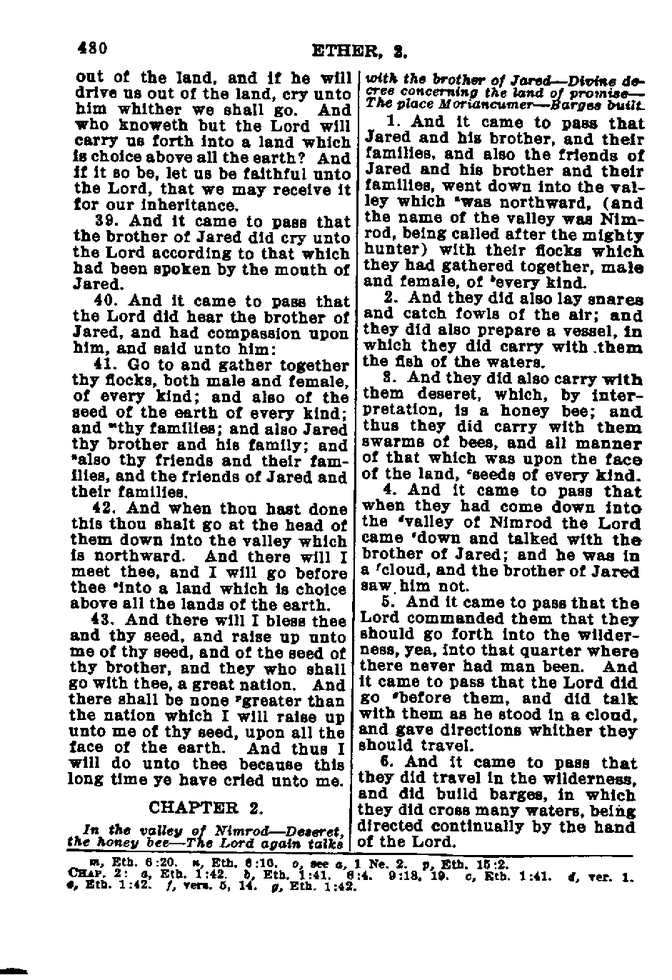 480
ETHER, 2.
out of the land, and if he will
drive us out of the land, cry unto
him whither we shall go. And
who knoweth but the Lord will
carry us forth into a land which
is choice above all the earth? And
if it so be, let us be faithful unto
the Lord, that we may receive it
for our inheritance.
39. And it came to pass that
the brother of Jared did cry unto
the Lord according to that which
had been spoken by the mouth of
Jared.
40. And it came to pass that
the Lord did hear the brother of
Jared, and had compassion upon
him, and said unto him:
41. Go to and gather together
thy flocks, both male and female,
of every kind; and also of the
seed of the earth of every kind;
and ᵐthy families; and also Jared
thy brother and his family; and
ⁿalso thy friends and their fam-
ilies, and the friends of Jared and
their families.
42. And when thou hast done
this thou shalt go at the head of
them down into the valley which
is northward. And there will I
meet thee, and I will go before
thee ᵒinto a land which is choice
above all the lands of the earth.
43. And there will I bless thee
and thy seed, and raise up unto
me of thy seed, and of the seed of
thy brother, and they who shall
go with thee, a great nation. And
there shall be none ᵖgreater than
the nation which I will raise up
unto me of thy seed, upon all the
face of the earth. And thus I
will do unto thee because this
long time ye have cried unto me.
CHAPTER 2.
In the valley of Nimrod—Deseret,
the honey bee—The Lord again talks
with the brother of Jared—Divine de-
cree concerning the land of promise—
The place Moriancumer—Barges built.
1. And it came to pass that
Jared and his brother, and their
families, and also the friends of
Jared and his brother and their
families, went down into the val-
ley which ᵃwas northward, (and
the name of the valley was Nim-
rod, being called after the mighty
hunter) with their flocks which
they had gathered together, male
and female, of ᵇevery kind.
2. And they did also lay snares
and catch fowls of the air; and
they did also prepare a vessel, in
which they did carry with them
the fish of the waters.
3. And they did also carry with
them deseret, which, by inter-
pretation, is a honey bee; and
thus they did carry with them
swarms of bees, and all manner
of that which was upon the face
of the land, ᶜseeds of every kind.
4. And it came to pass that
when they had come down into
the ᵈvalley of Nimrod the Lord
came ᵉdown and talked with the
brother of Jared; and he was in
a ᶠcloud, and the brother of Jared
saw him not.
5. And it came to pass that the
Lord commanded them that they
should go forth into the wilder-
ness, yea, into that quarter where
there never had man been. And
it came to pass that the Lord did
go ᵍbefore them, and did talk
with them as he stood in a cloud,
and gave directions whither they
should travel.
6. And it came to pass that
they did travel in the wilderness,
and did build barges, in which
they did cross many waters, being
directed continually by the hand
of the Lord.
m, Eth. 6:20. n, Eth. 6:16. o, see a, 1 Ne. 2. p, Eth. 15:2.
CHAP. 2: a, Eth. 1:42. b, Eth. 1:41. 6:4. 9:18, 19. c, Eth. 1:41. d, ver. 1.
e, Eth. 1:42. f, vers. 5, 14. g, Eth. 1:42.